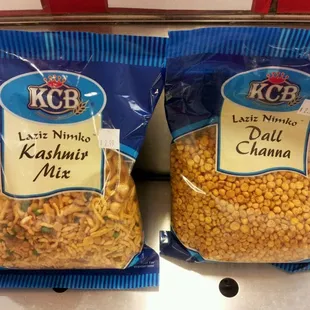 KCB
Laziz Nimko
Kashmir
Mix
KCB
Laziz Nimko
Dall
Channa